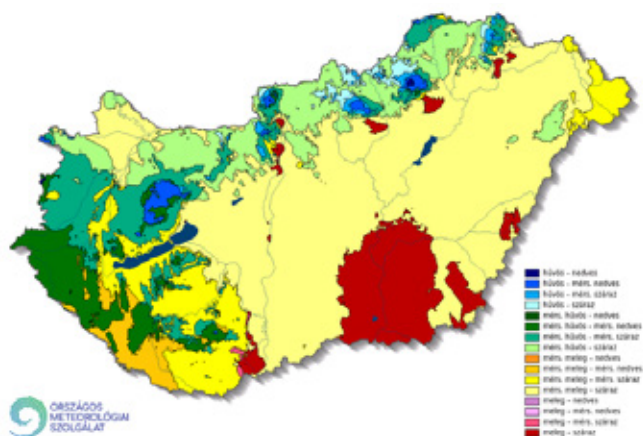 hűvös - nedves
hűvös - mérs. nedves
hűvös - mérs. száraz
hűvös - száraz
mérs. hűvös - nedves
mérs. hűvös - mérs. nedves
mérs. hűvös - mérs. száraz
mérs. hűvös - száraz
mérs. meleg - nedves
mérs. meleg - mérs. nedves
mérs. meleg - mérs. száraz
mérs. meleg - száraz
meleg - nedves
meleg - mérs. nedves
meleg - mérs. száraz
meleg - száraz
ORSZÁGOS
METEOROLÓGIAI
SZOLGÁLAT